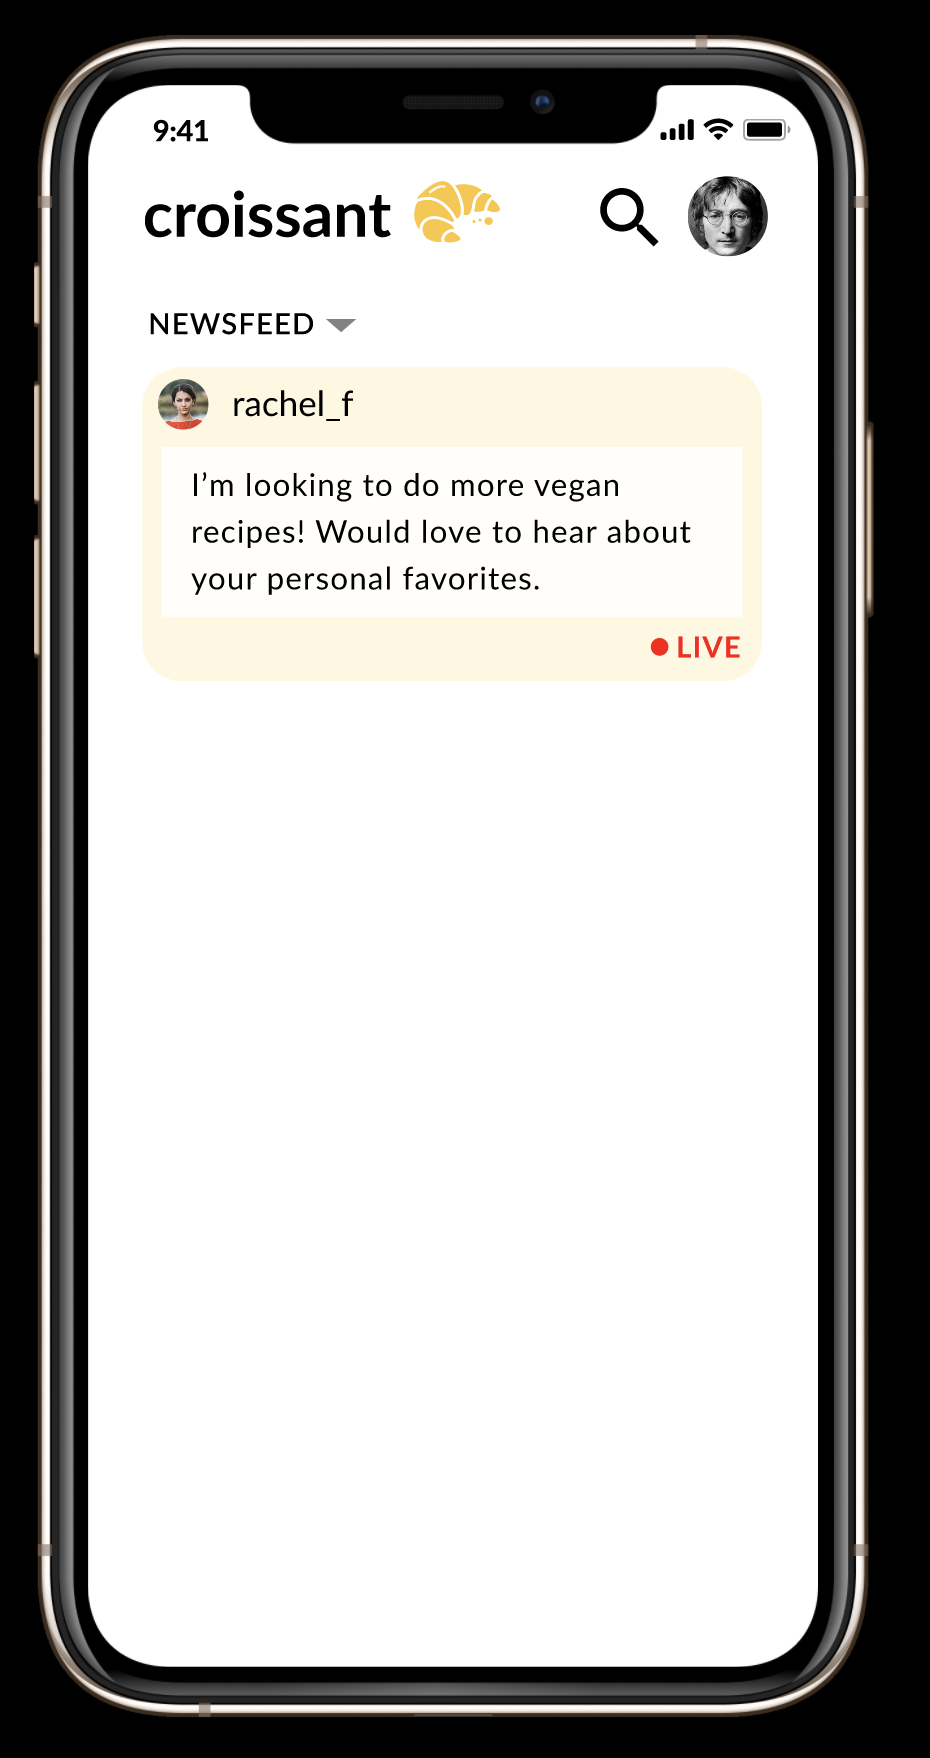 9:41
croissant
NEWSFEED
rachel_f
I’m looking to do more vegan
recipes! Would love to hear about
your personal favorites.
LIVE